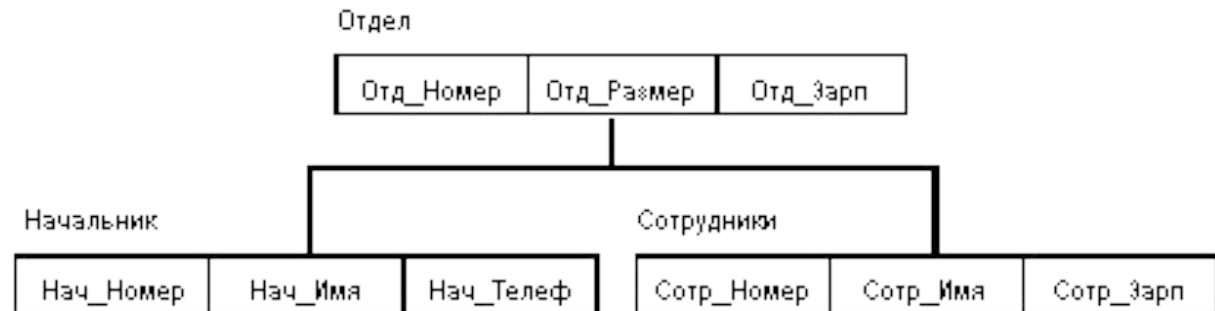 Отдел
Отд_Номер Отд_Размер Отд_Зарп
Начальник Сотрудники
Нач_Номер Нач_Имя Нач_Телеф Сотр_Номер Сотр_Имя Сотр_Зарп